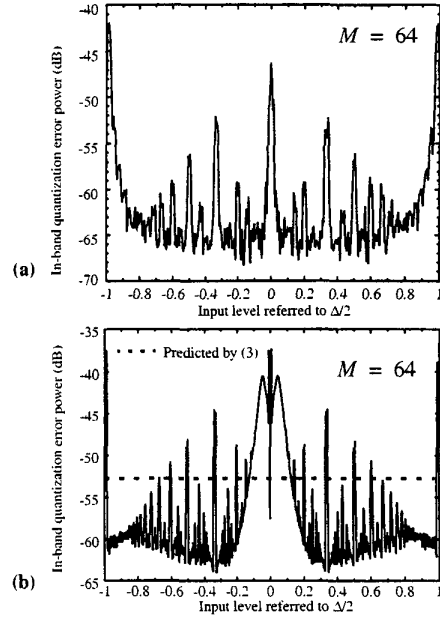 -40
-45
-50
-55
-60
-65
-70
In-band quantization error power (dB)
M = 64
(a)
-1 -0.8 -0.6 -0.4 -0.2 0 0.2 0.4 0.6 0.8 1
Input level referred to Δ/2
-35
-40
-45
-50
-55
-60
-65
In-band quantization error power (dB)
Predicted by (3)
M = 64
(b)
-1 -0.8 -0.6 -0.4 -0.2 0 0.2 0.4 0.6 0.8 1
Input level referred to Δ/2